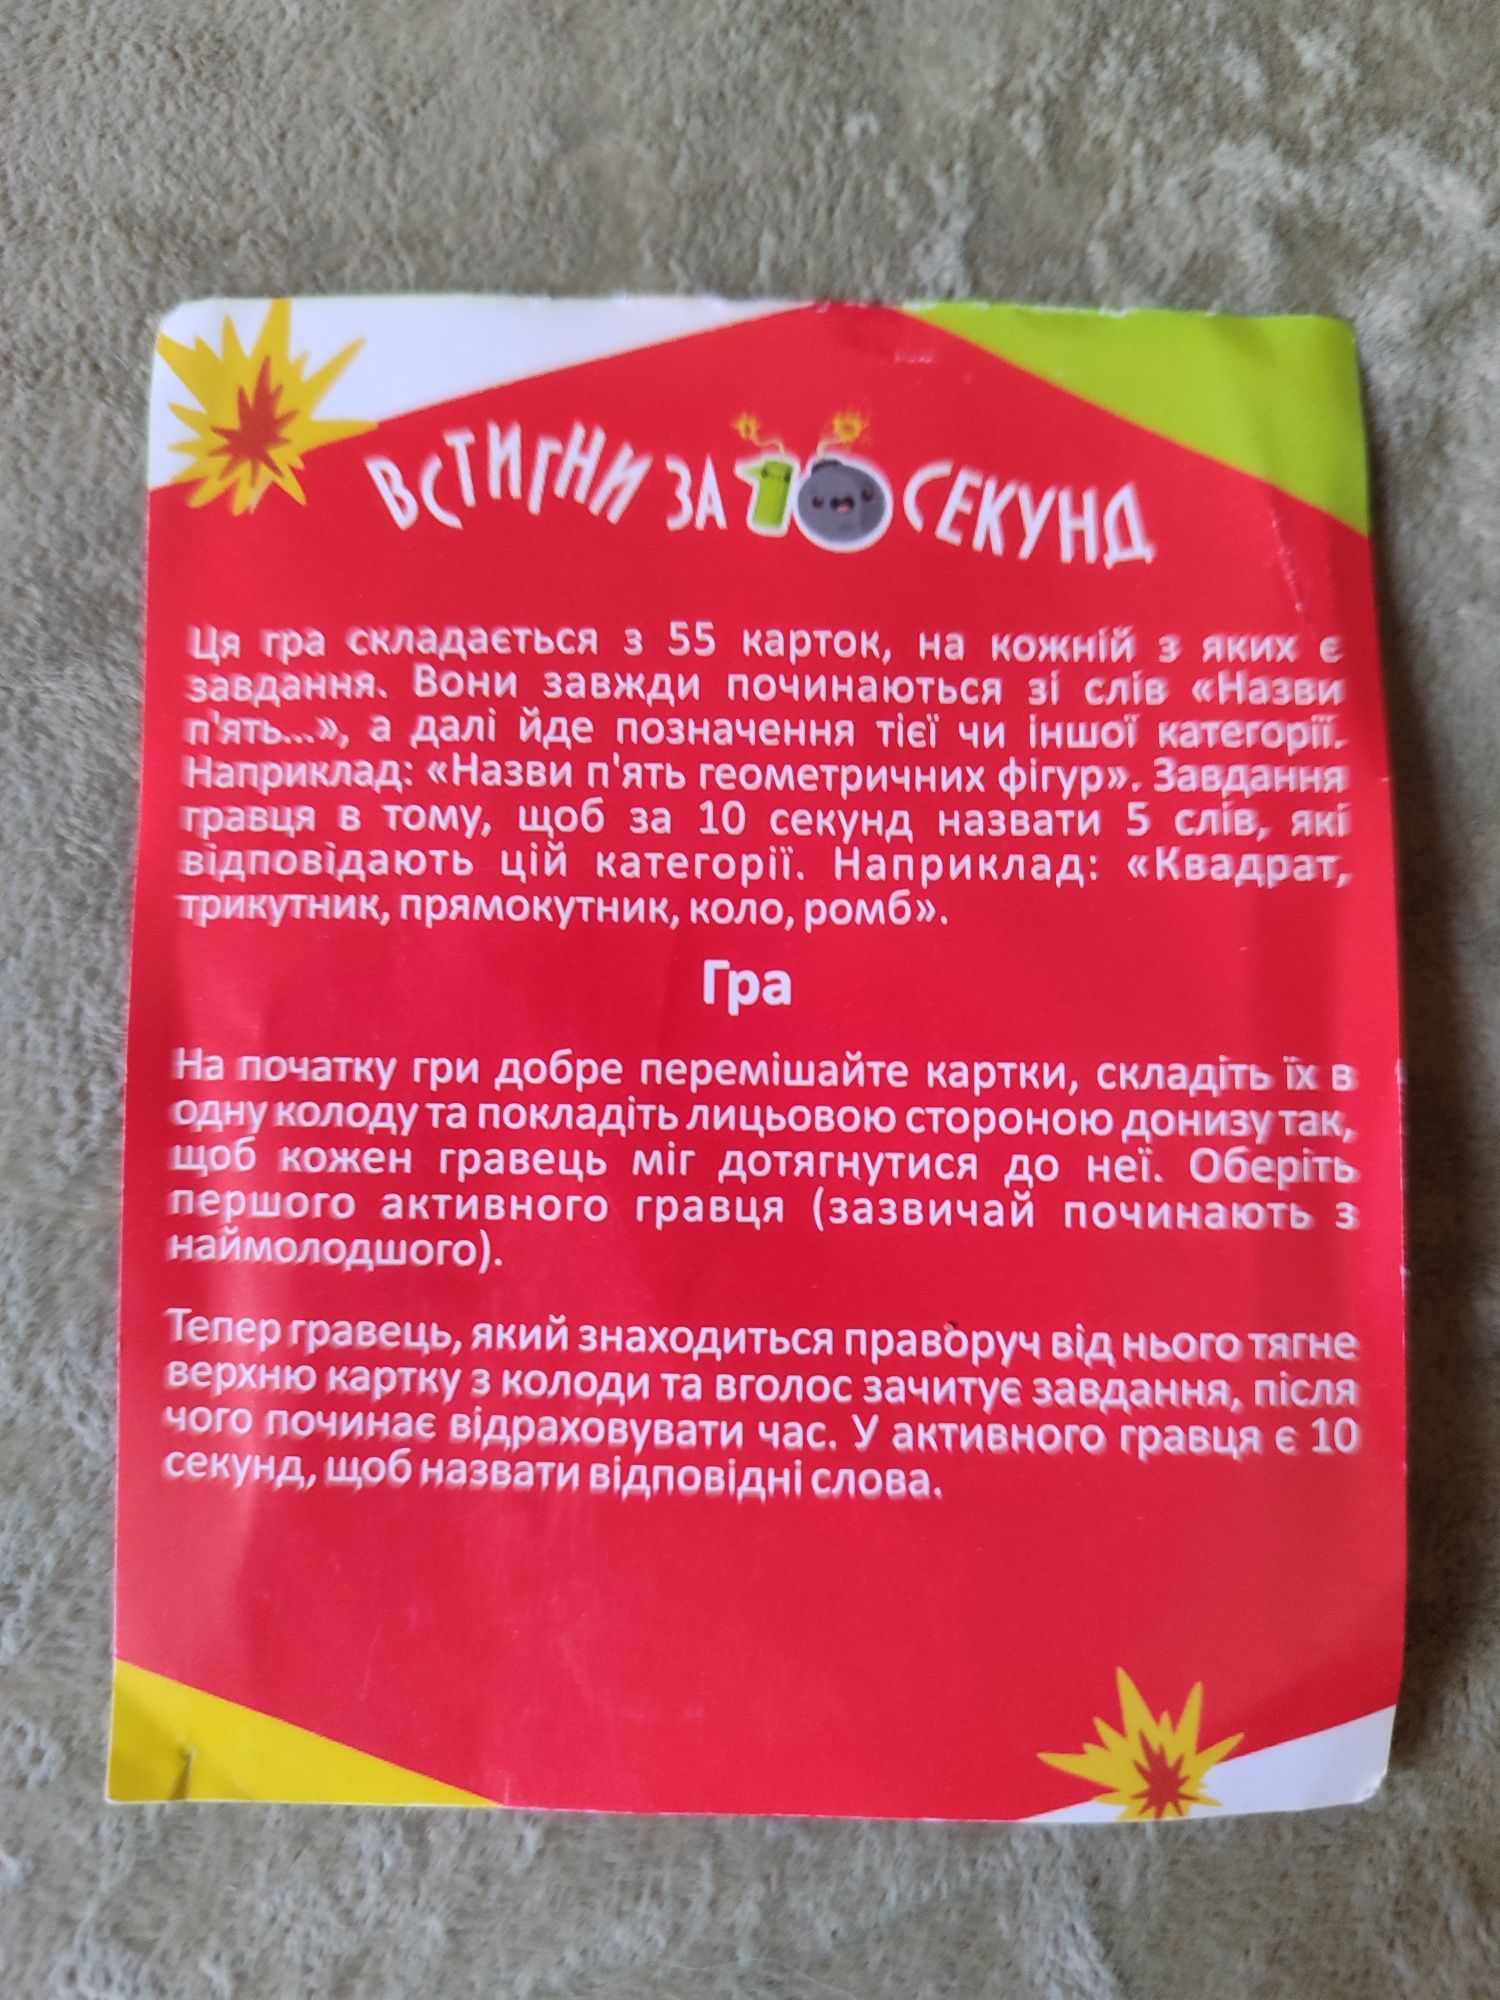 ВСТИГНИ ЗА 10 СЕКУНД
Ця гра складається з 55 карток, на кожній з яких є
завдання. Вони завжди починаються зі слів «Назви
п'ять...», а далі йде позначення тієї чи іншої категорії.
Наприклад: «Назви п'ять геометричних фігур». Завдання
гравця в тому, щоб за 10 секунд назвати 5 слів, які
відповідають цій категорії. Наприклад: «Квадрат,
трикутник, прямокутник, коло, ромб».
Гра
На початку гри добре перемішайте картки, складіть їх в
одну колоду та покладіть лицьовою стороною донизу так,
щоб кожен гравець міг дотягнутися до неї. Оберіть
першого активного гравця (зазвичай починають з
наймолодшого).
Тепер гравець, який знаходиться праворуч від нього тягне
верхню картку з колоди та вголос зачитує завдання, після
чого починає відраховувати час. У активного гравця є 10
секунд, щоб назвати відповідні слова.